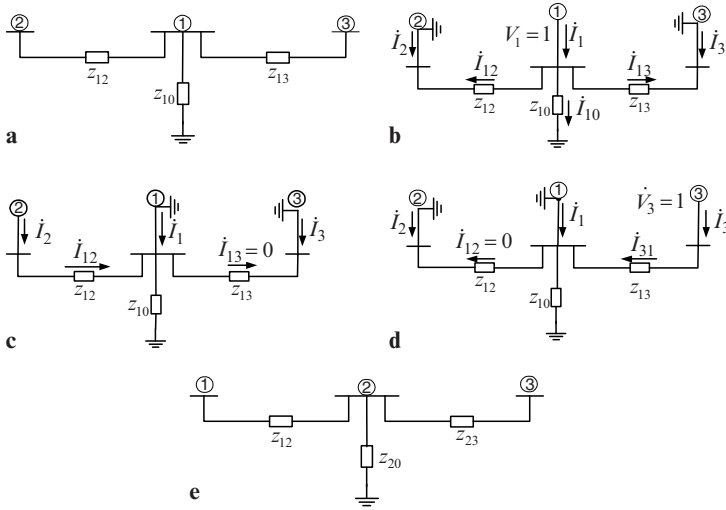 ② ① ③
z₁₂ z₁₃
z₁₀
a
② ① ③
İ₂ V₁ = 1 İ₁ İ₃
İ₁₂ İ₁₃
z₁₂ z₁₀ İ₁₀ z₁₃
b
② ① ③
İ₂ İ₁ İ₃
İ₁₂ İ₁₃ = 0
z₁₂ z₁₃
z₁₀
c
② ① ③
İ₂ İ₁ V̇₃ = 1 İ₃
İ₁₂ = 0 İ₃₁
z₁₂ z₁₃
z₁₀
d
① ② ③
z₁₂ z₂₃
z₂₀
e